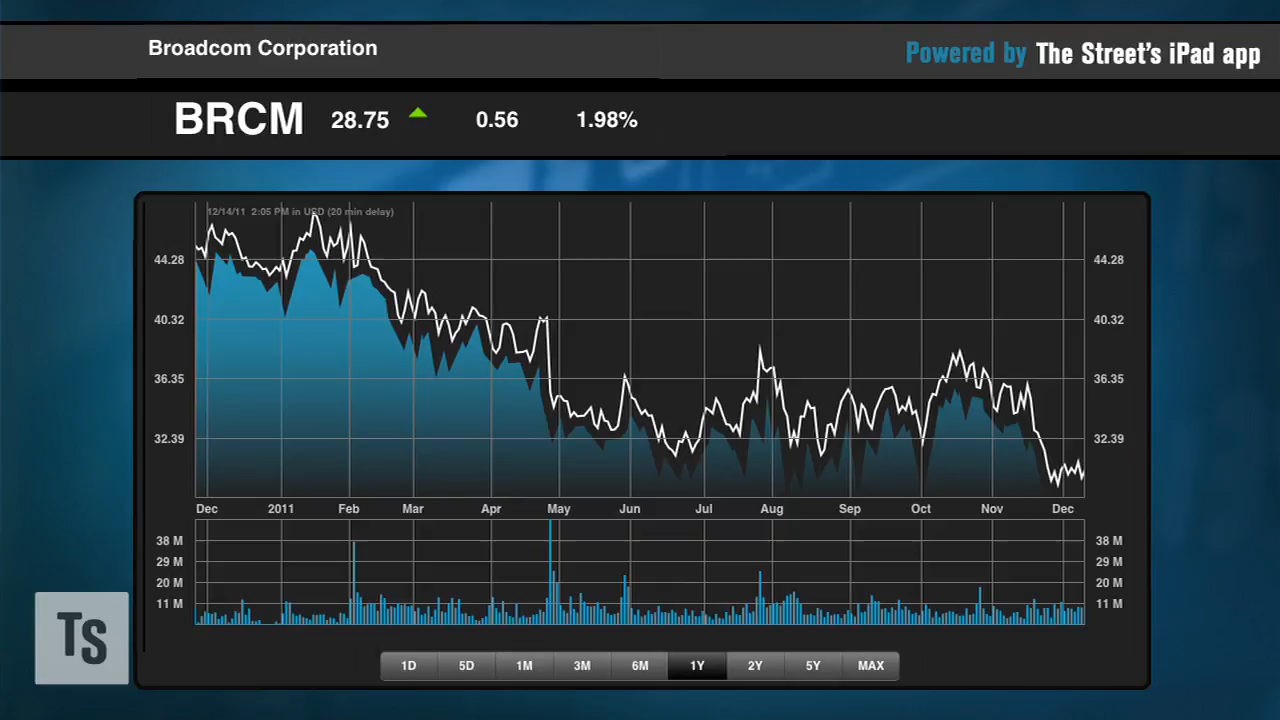 Broadcom Corporation
Powered by The Street's iPad app
BRCM 28.75 0.56 1.98%
12/14/11 2:05 PM in USD (20 min delay)
44.28 44.28
40.32 40.32
36.35 36.35
32.39 32.39
Dec 2011 Feb Mar Apr May Jun Jul Aug Sep Oct Nov Dec
38 M 38 M
29 M 29 M
20 M 20 M
11 M 11 M
Ts
1D 5D 1M 3M 6M 1Y 2Y 5Y MAX